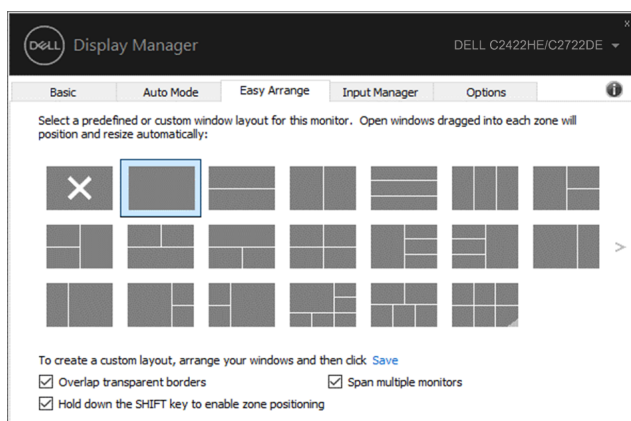 x
DELL Display Manager DELL C2422HE/C2722DE
Basic Auto Mode Easy Arrange Input Manager Options
Select a predefined or custom window layout for this monitor. Open windows dragged into each zone will
position and resize automatically:
To create a custom layout, arrange your windows and then click Save
Overlap transparent borders Span multiple monitors
Hold down the SHIFT key to enable zone positioning